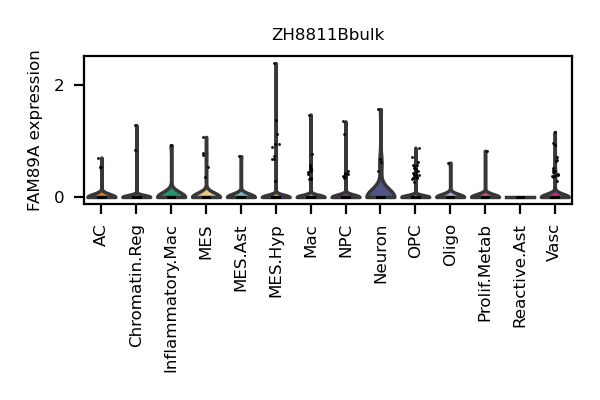 ZH8811Bbulk
FAM89A expression
2
0
AC
Chromatin.Reg
Inflammatory.Mac
MES
MES.Ast
MES.Hyp
Mac
NPC
Neuron
OPC
Oligo
Prolif.Metab
Reactive.Ast
Vasc